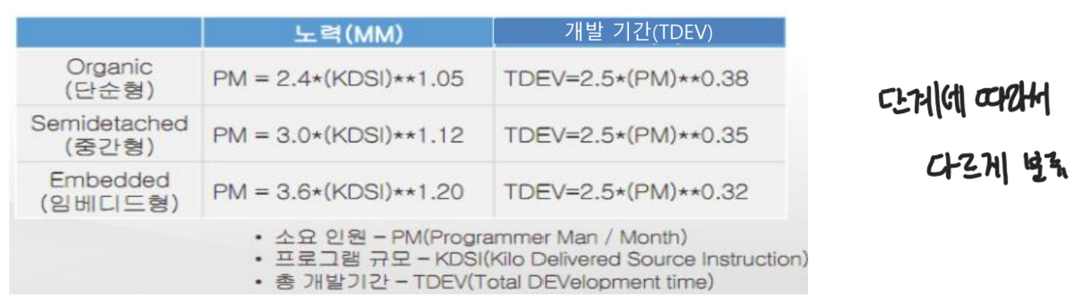 노력(MM) 개발 기간(TDEV)
Organic
(단순형) PM = 2.4*(KDSI)**1.05 TDEV=2.5*(PM)**0.38
Semidetached
(중간형) PM = 3.0*(KDSI)**1.12 TDEV=2.5*(PM)**0.35
Embedded
(임베디드형) PM = 3.6*(KDSI)**1.20 TDEV=2.5*(PM)**0.32
• 소요 인원 – PM(Programmer Man / Month)
• 프로그램 규모 – KDSI(Kilo Delivered Source Instruction)
• 총 개발기간 – TDEV(Total DEVelopment time)
단계에 따라서
다르게